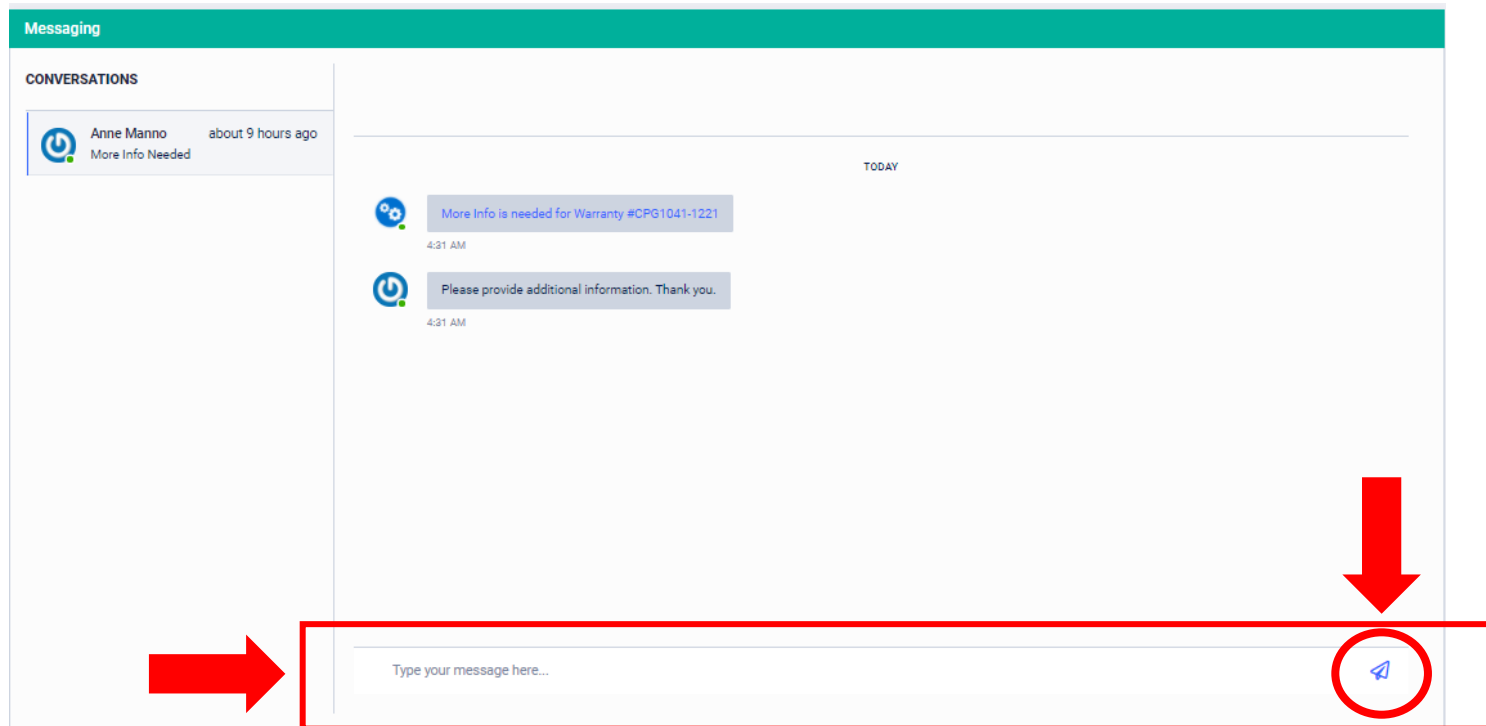 Messaging
CONVERSATIONS
Anne Manno about 9 hours ago
More Info Needed
TODAY
More Info is needed for Warranty #CPG1041-1221
4:31 AM
Please provide additional information. Thank you.
4:31 AM
Type your message here...